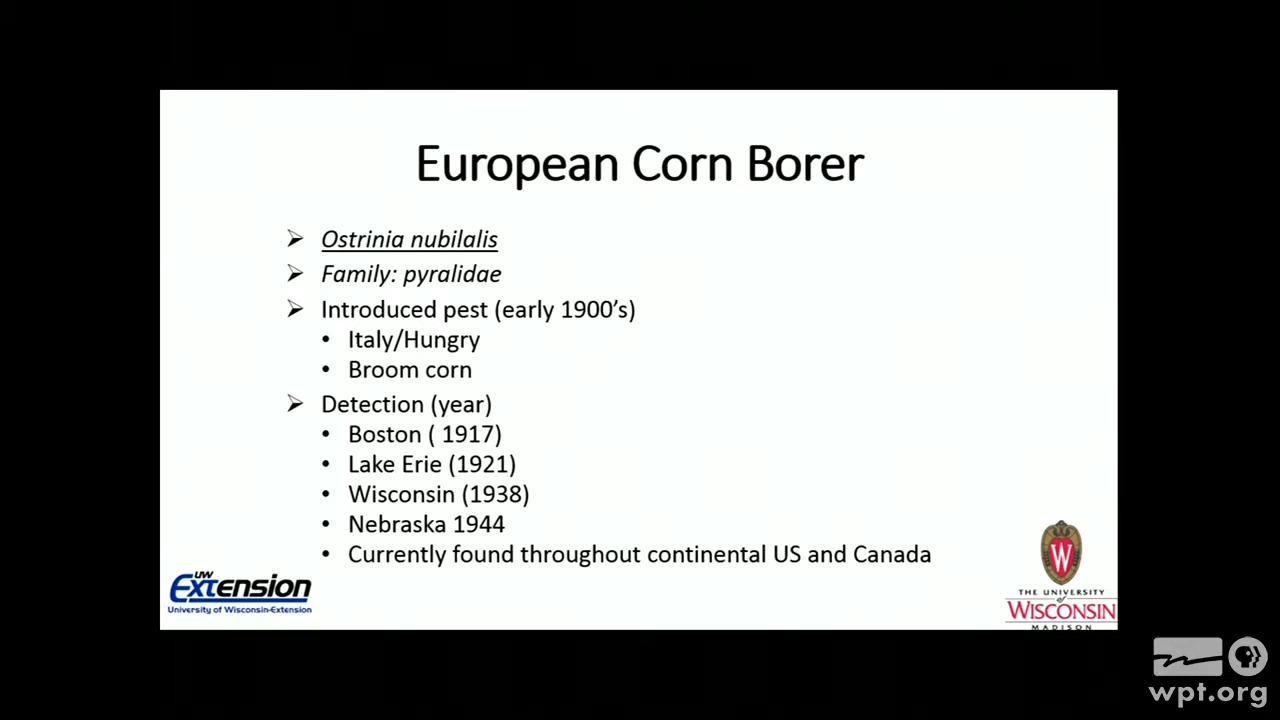 European Corn Borer
Ostrinia nubilalis
Family: pyralidae
Introduced pest (early 1900's)
Italy/Hungry
Broom corn
Detection (year)
Boston ( 1917)
Lake Erie (1921)
Wisconsin (1938)
Nebraska 1944
Currently found throughout continental US and Canada
UW
Extension
University of Wisconsin-Extension
W
THE UNIVERSITY
of
WISCONSIN
MADISON
PBS
wpt.org